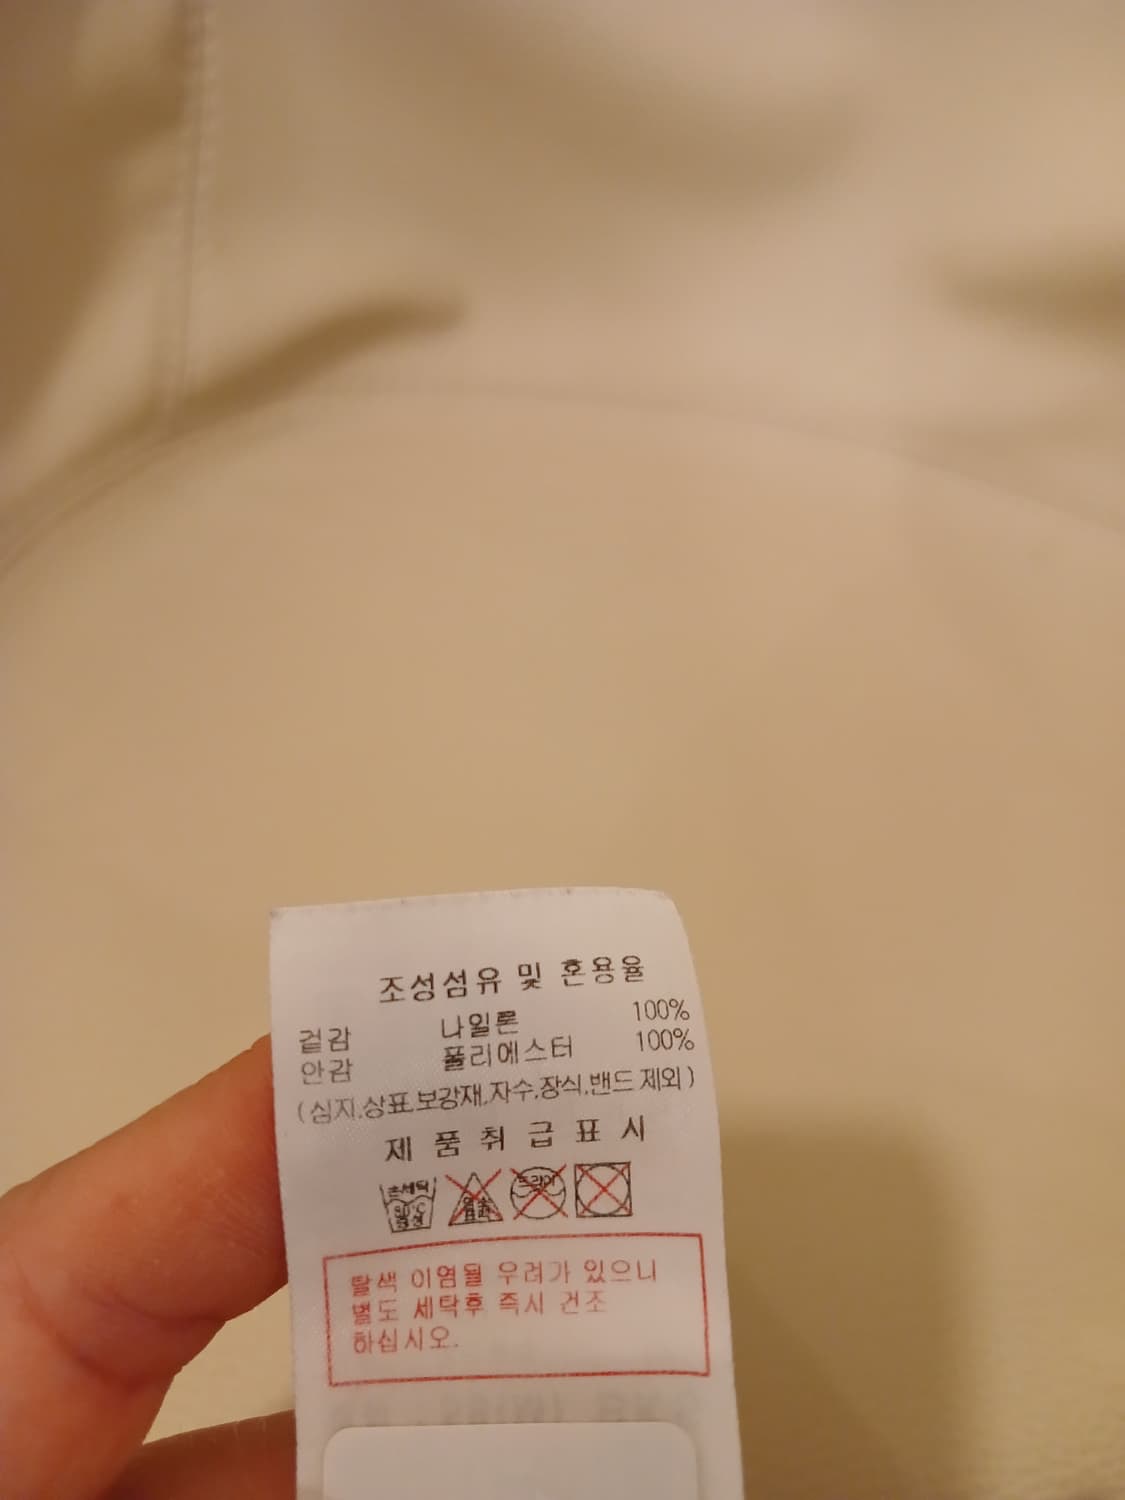 조성섬유 및 혼용율
겉감 나일론 100%
안감 폴리에스터 100%
(심지,상표,보강재,자수,장식,밴드 제외)
제 품 취 급 표 시
손세탁 드라이
중성
탈색 이염될 우려가 있으니
별도 세탁후 즉시 건조
하십시오.